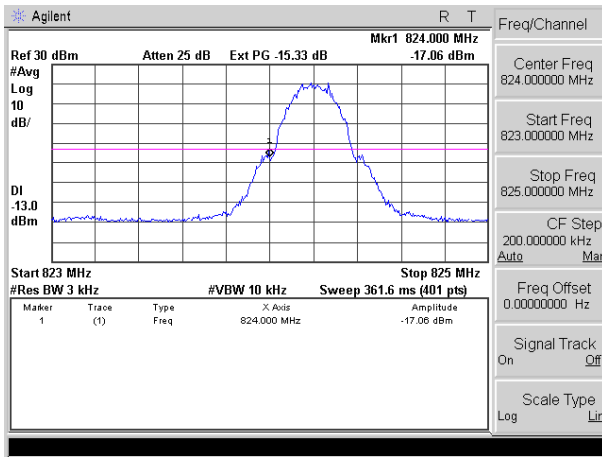 Agilent R T
Mkr1 824.000 MHz
Ref 30 dBm Atten 25 dB Ext PG -15.33 dB -17.06 dBm
#Avg
Log
10
dB/
1
DI
-13.0
dBm
Start 823 MHz Stop 825 MHz
#Res BW 3 kHz #VBW 10 kHz Sweep 361.6 ms (401 pts)
Marker Trace Type X Axis Amplitude
1 (1) Freq 824.000 MHz -17.06 dBm
Freq/Channel
Center Freq
824.000000 MHz
Start Freq
823.000000 MHz
Stop Freq
825.000000 MHz
CF Step
200.000000 kHz
Auto Mar
Freq Offset
0.00000000 Hz
Signal Track
On Off
Scale Type
Log Lin